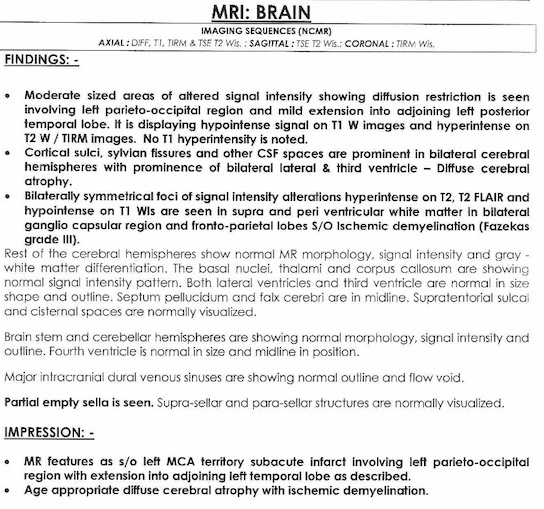 MRI: BRAIN
IMAGING SEQUENCES (NCMR)
AXIAL : DIFF, T1, TIRM & TSE T2 Wis. ; SAGITTAL : TSE T2 Wis.; CORONAL : TIRM Wis.
FINDINGS: -
• Moderate sized areas of altered signal intensity showing diffusion restriction is seen
involving left parieto-occipital region and mild extension into adjoining left posterior
temporal lobe. It is displaying hypointense signal on T1 W images and hyperintense on
T2 W / TIRM images. No T1 hyperintensity is noted.
• Cortical sulci, sylvian fissures and other CSF spaces are prominent in bilateral cerebral
hemispheres with prominence of bilateral lateral & third ventricle – Diffuse cerebral
atrophy.
• Bilaterally symmetrical foci of signal intensity alterations hyperintense on T2, T2 FLAIR and
hypointense on T1 WIs are seen in supra and peri ventricular white matter in bilateral
ganglio capsular region and fronto-parietal lobes S/O Ischemic demyelination (Fazekas
grade III).
Rest of the cerebral hemispheres show normal MR morphology, signal intensity and gray -
white matter differentiation. The basal nuclei, thalami and corpus callosum are showing
normal signal intensity pattern. Both lateral ventricles and third ventricle are normal in size
shape and outline. Septum pellucidum and falx cerebri are in midline. Supratentorial sulcal
and cisternal spaces are normally visualized.
Brain stem and cerebellar hemispheres are showing normal morphology, signal intensity and
outline. Fourth ventricle is normal in size and midline in position.
Major intracranial dural venous sinuses are showing normal outline and flow void.
Partial empty sella is seen. Supra-sellar and para-sellar structures are normally visualized.
IMPRESSION: -
• MR features as s/o left MCA territory subacute infarct involving left parieto-occipital
region with extension into adjoining left temporal lobe as described.
• Age appropriate diffuse cerebral atrophy with ischemic demyelination.